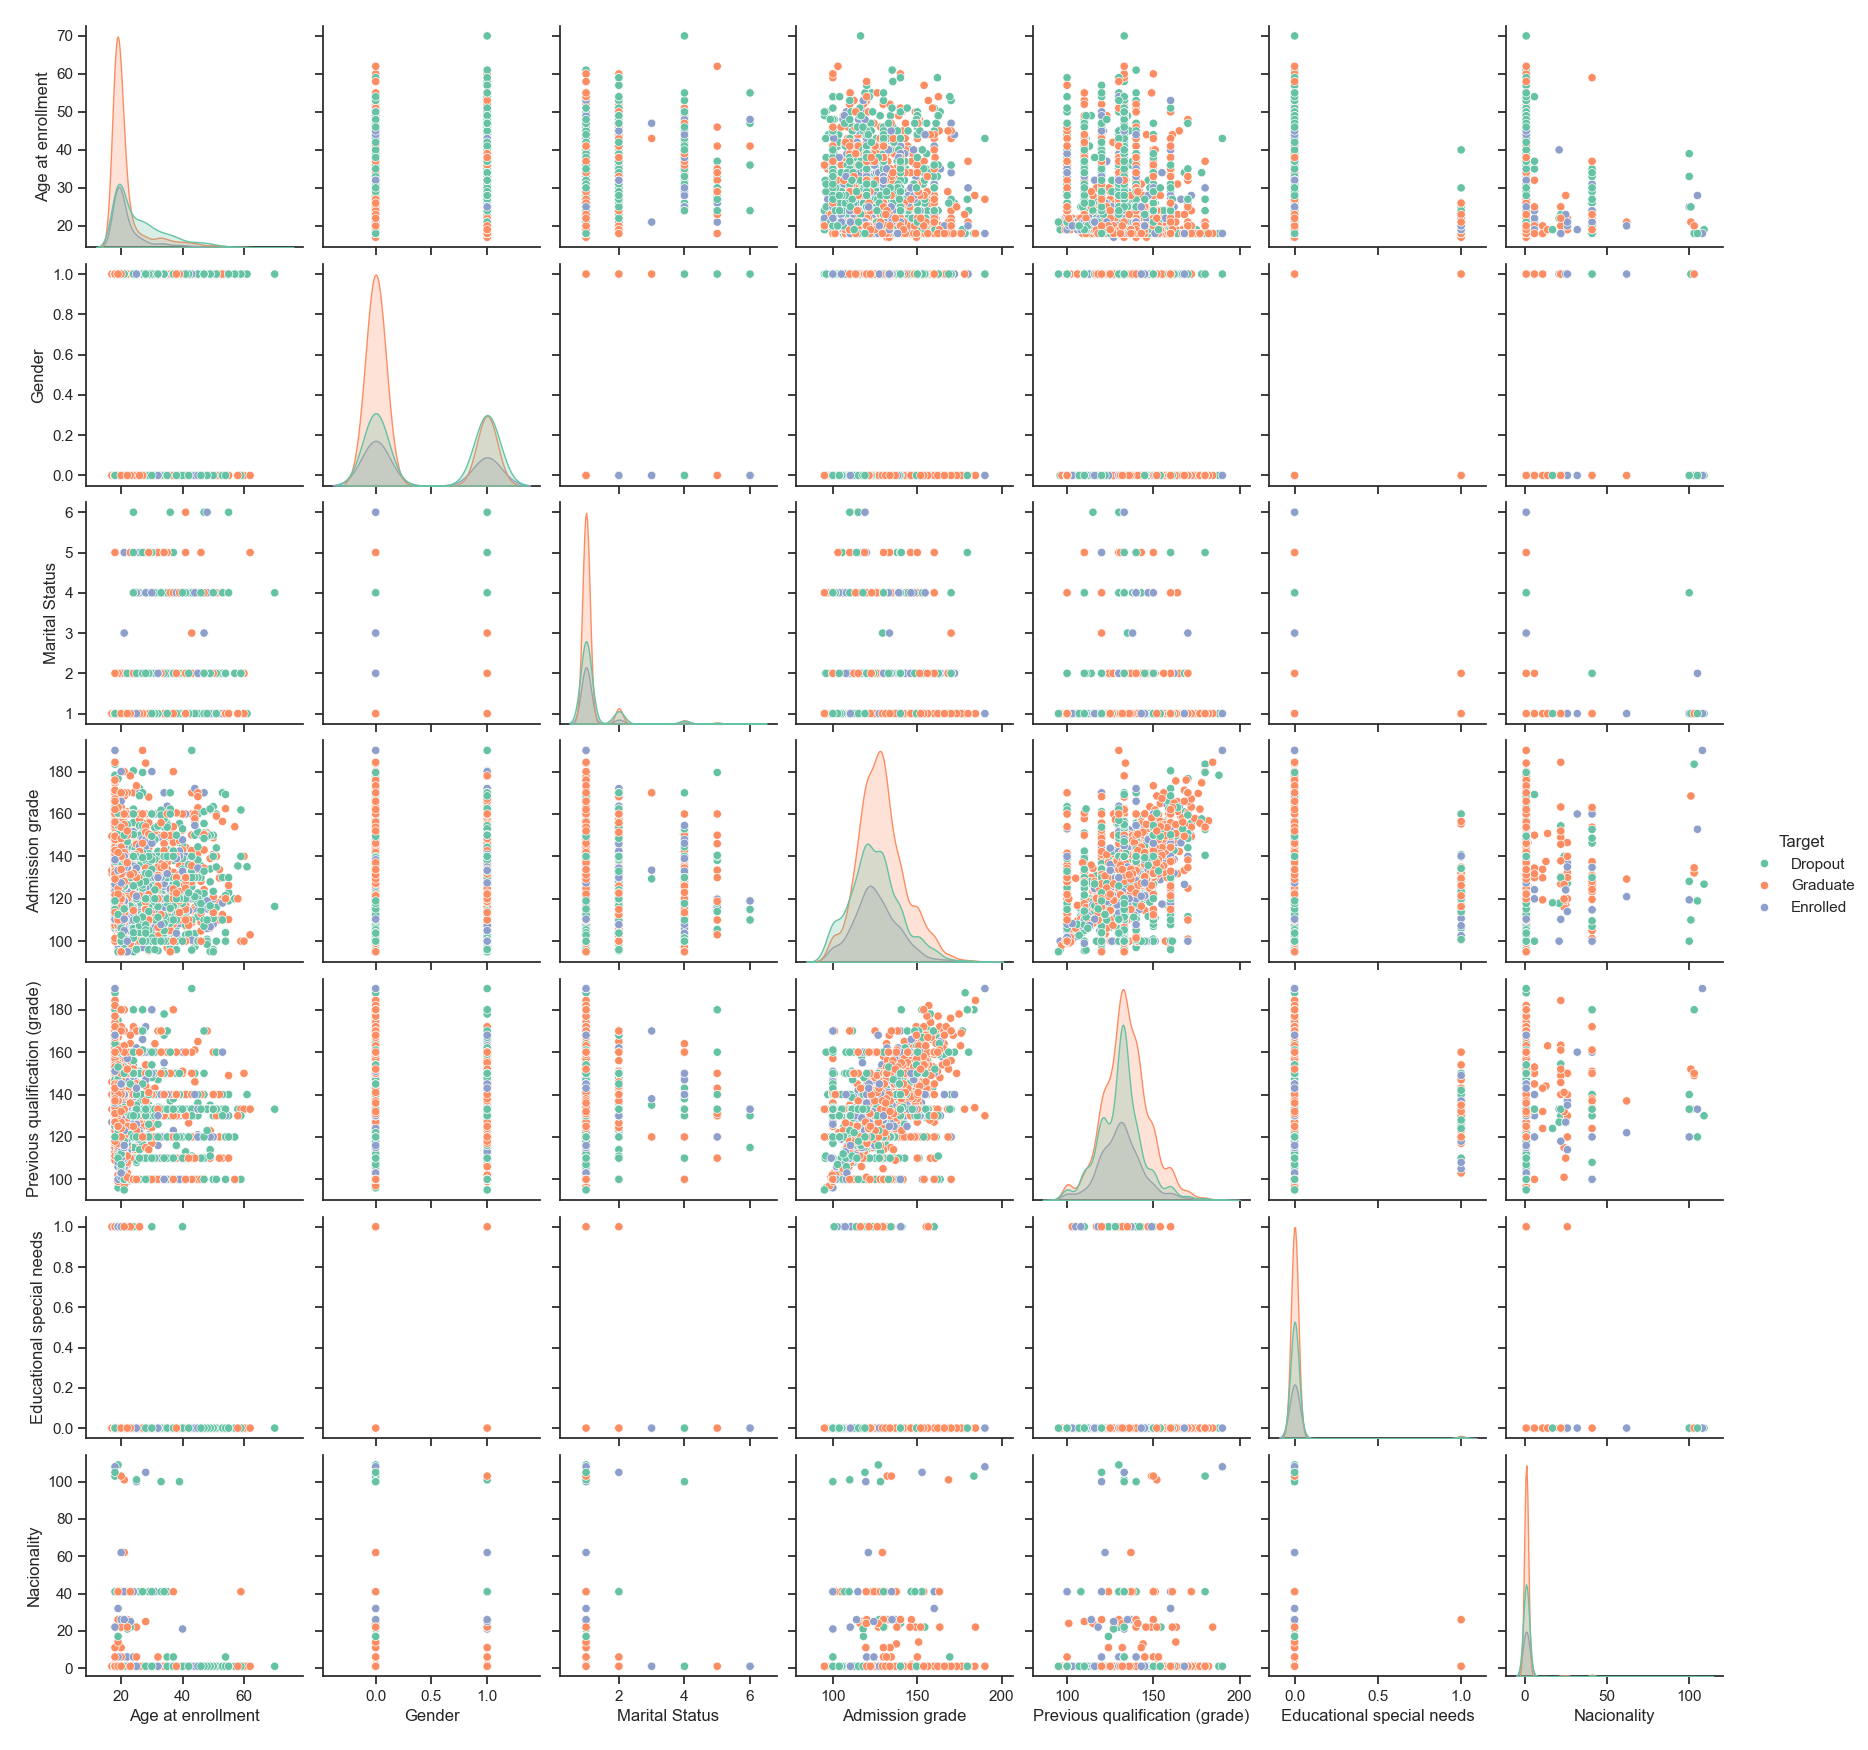 Age at enrollment
70
60
50
40
30
20
Gender
1.0
0.8
0.6
0.4
0.2
0.0
Marital Status
6
5
4
3
2
1
Admission grade
180
160
140
120
100
Previous qualification (grade)
180
160
140
120
100
Educational special needs
1.0
0.8
0.6
0.4
0.2
0.0
Nacionality
100
80
60
40
20
0
20 40 60
0.0 0.5 1.0
2 4 6
100 150 200
100 150 200
0.0 0.5 1.0
0 50 100
Age at enrollment
Gender
Marital Status
Admission grade
Previous qualification (grade)
Educational special needs
Nacionality
Target
Dropout
Graduate
Enrolled